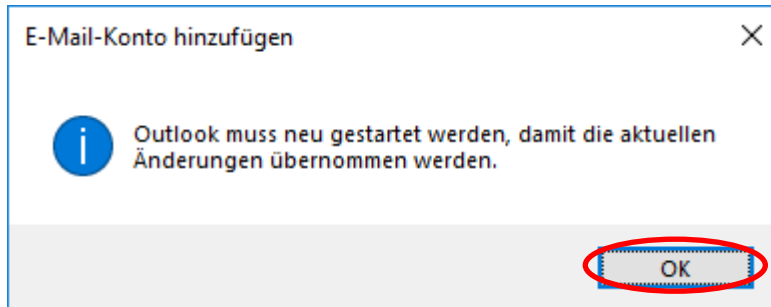 E-Mail-Konto hinzufügen
Outlook muss neu gestartet werden, damit die aktuellen
Änderungen übernommen werden.
OK